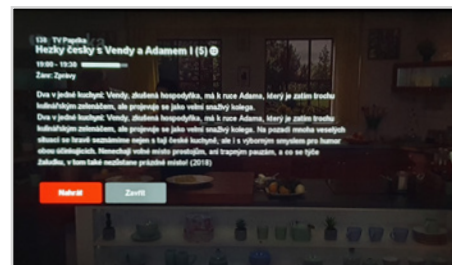 138 TV Paprika
Hezky česky s Vendy a Adamem I (5)
19:00 - 19:30
Žánr: Zprávy
Dva v jedné kuchyni: Vendy, zkušená hospodyňka, má k ruce Adama, který je zatím trochu
kulinářským zelenáčem, ale projevuje se jako velmi snaživý kolega.
Dva v jedné kuchyni: Vendy, zkušená hospodyňka, má k ruce Adama, který je zatím trochu
kulinářským zelenáčem, ale projevuje se jako velmi snaživý kolega. Na pozadí mnoha veselých
situací se hravě seznámíme nejen s tají české kuchyně, ale i s výborným smyslem pro humor
obou účinkujících. Nenechají volné místo prostojům, ani trapným pauzám, a co se týče
žaludku, v tom také nezůstane prázdné místo! (2018)
Nahrát
Zavřít